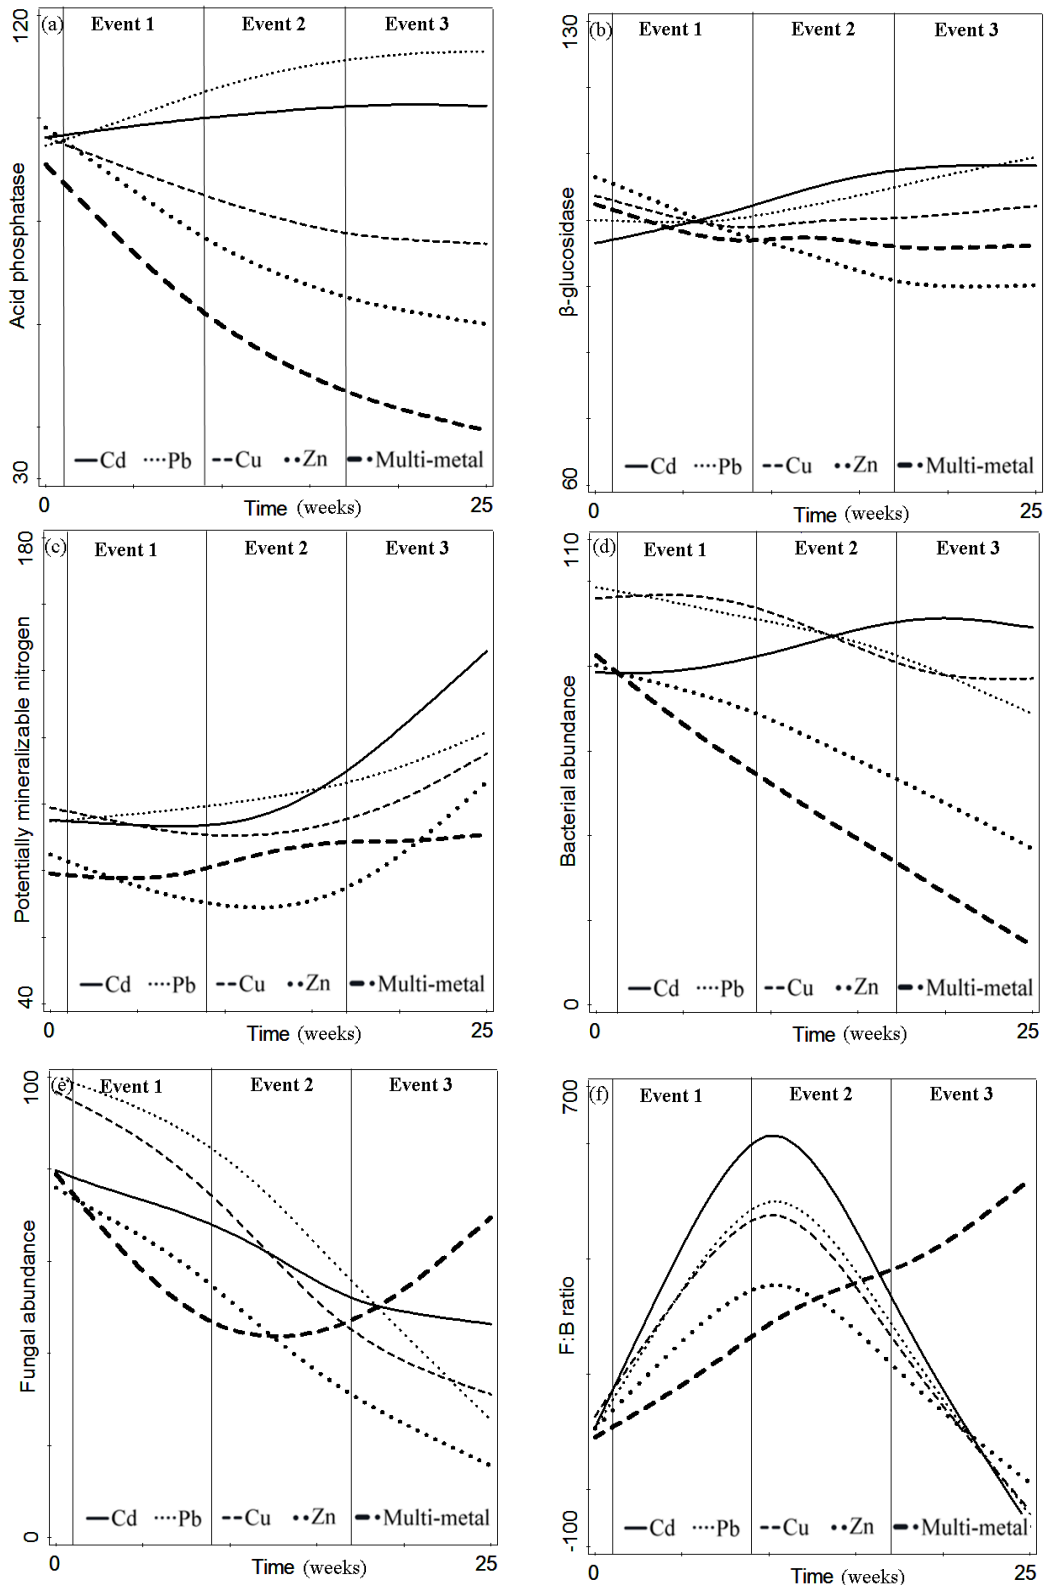 (a) Event 1 Event 2 Event 3
120
Acid phosphatase
30
Cd Pb Cu Zn Multi-metal
0 Time (weeks) 25
(b) Event 1 Event 2 Event 3
130
β-glucosidase
60
Cd Pb Cu Zn Multi-metal
0 Time (weeks) 25
(c) Event 1 Event 2 Event 3
180
Potentially mineralizable nitrogen
40
Cd Pb Cu Zn Multi-metal
0 Time (weeks) 25
(d) Event 1 Event 2 Event 3
110
Bacterial abundance
0
Cd Pb Cu Zn Multi-metal
0 Time (weeks) 25
(e) Event 1 Event 2 Event 3
100
Fungal abundance
0
Cd Pb Cu Zn Multi-metal
0 Time (weeks) 25
(f) Event 1 Event 2 Event 3
700
F:B ratio
-100
Cd Pb Cu Zn Multi-metal
0 Time (weeks) 25